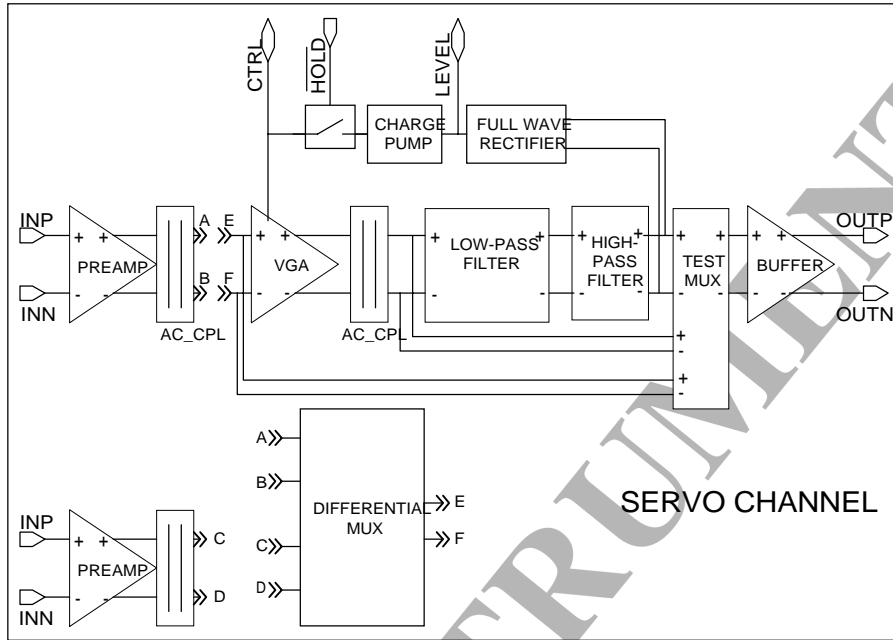 CTRL
HOLD
LEVEL
CHARGE
PUMP
FULL WAVE
RECTIFIER
INP
A
E
+
+
+
+
+
+
+
+
+
+
+
+
OUTP
PREAMP
VGA
LOW-PASS
FILTER
HIGH-
PASS
FILTER
TEST
MUX
BUFFER
B
F
-
-
-
-
-
-
-
-
-
-
-
-
INN
OUTN
AC_CPL
AC_CPL
+
-
+
-
A
B
DIFFERENTIAL
MUX
E
F
C
D
SERVO CHANNEL
INP
+
+
C
PREAMP
-
-
D
INN
TRUMENT